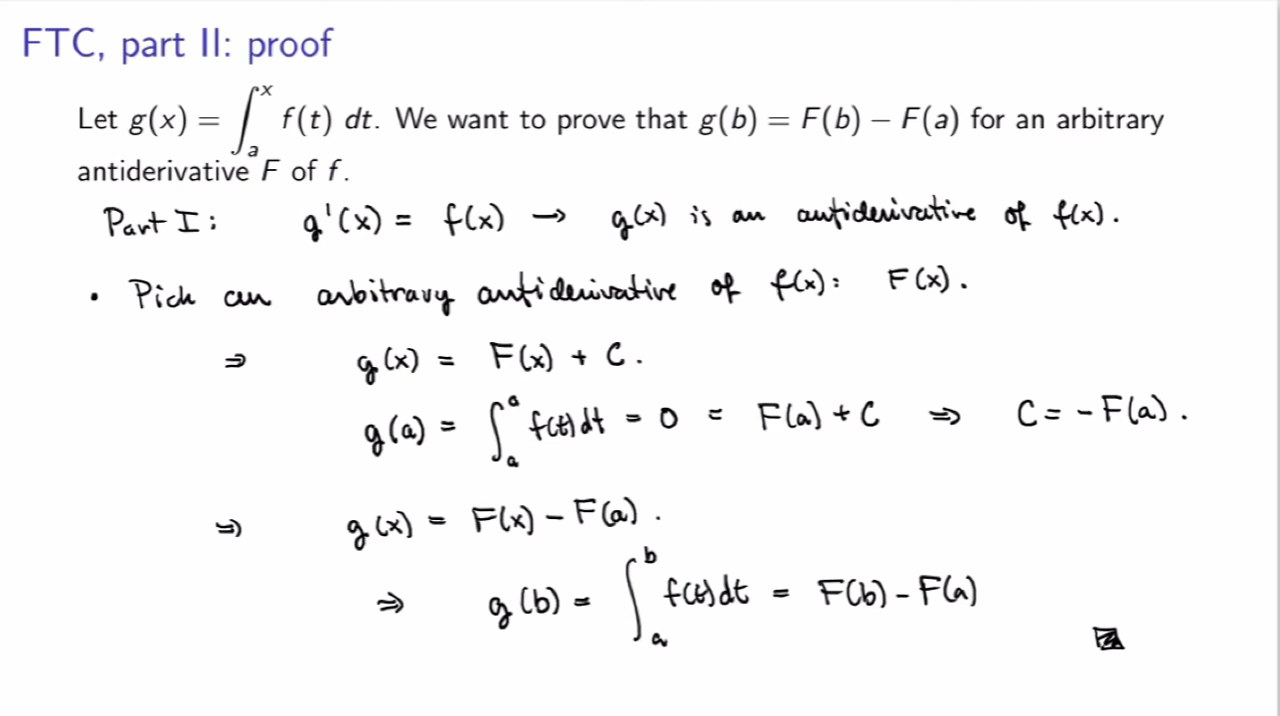 FTC, part II: proof
Let g(x) = ∫_a^x f(t) dt. We want to prove that g(b) = F(b) − F(a) for an arbitrary
antiderivative F of f.
Part I: g'(x) = f(x) → g(x) is an antiderivative of f(x).
• Pick an arbitrary antiderivative of f(x): F(x).
⇒ g(x) = F(x) + C.
g(a) = ∫_a^a f(t)dt = 0 = F(a) + C ⇒ C = −F(a).
⇒ g(x) = F(x) − F(a).
⇒ g(b) = ∫_a^b f(t)dt = F(b) − F(a)